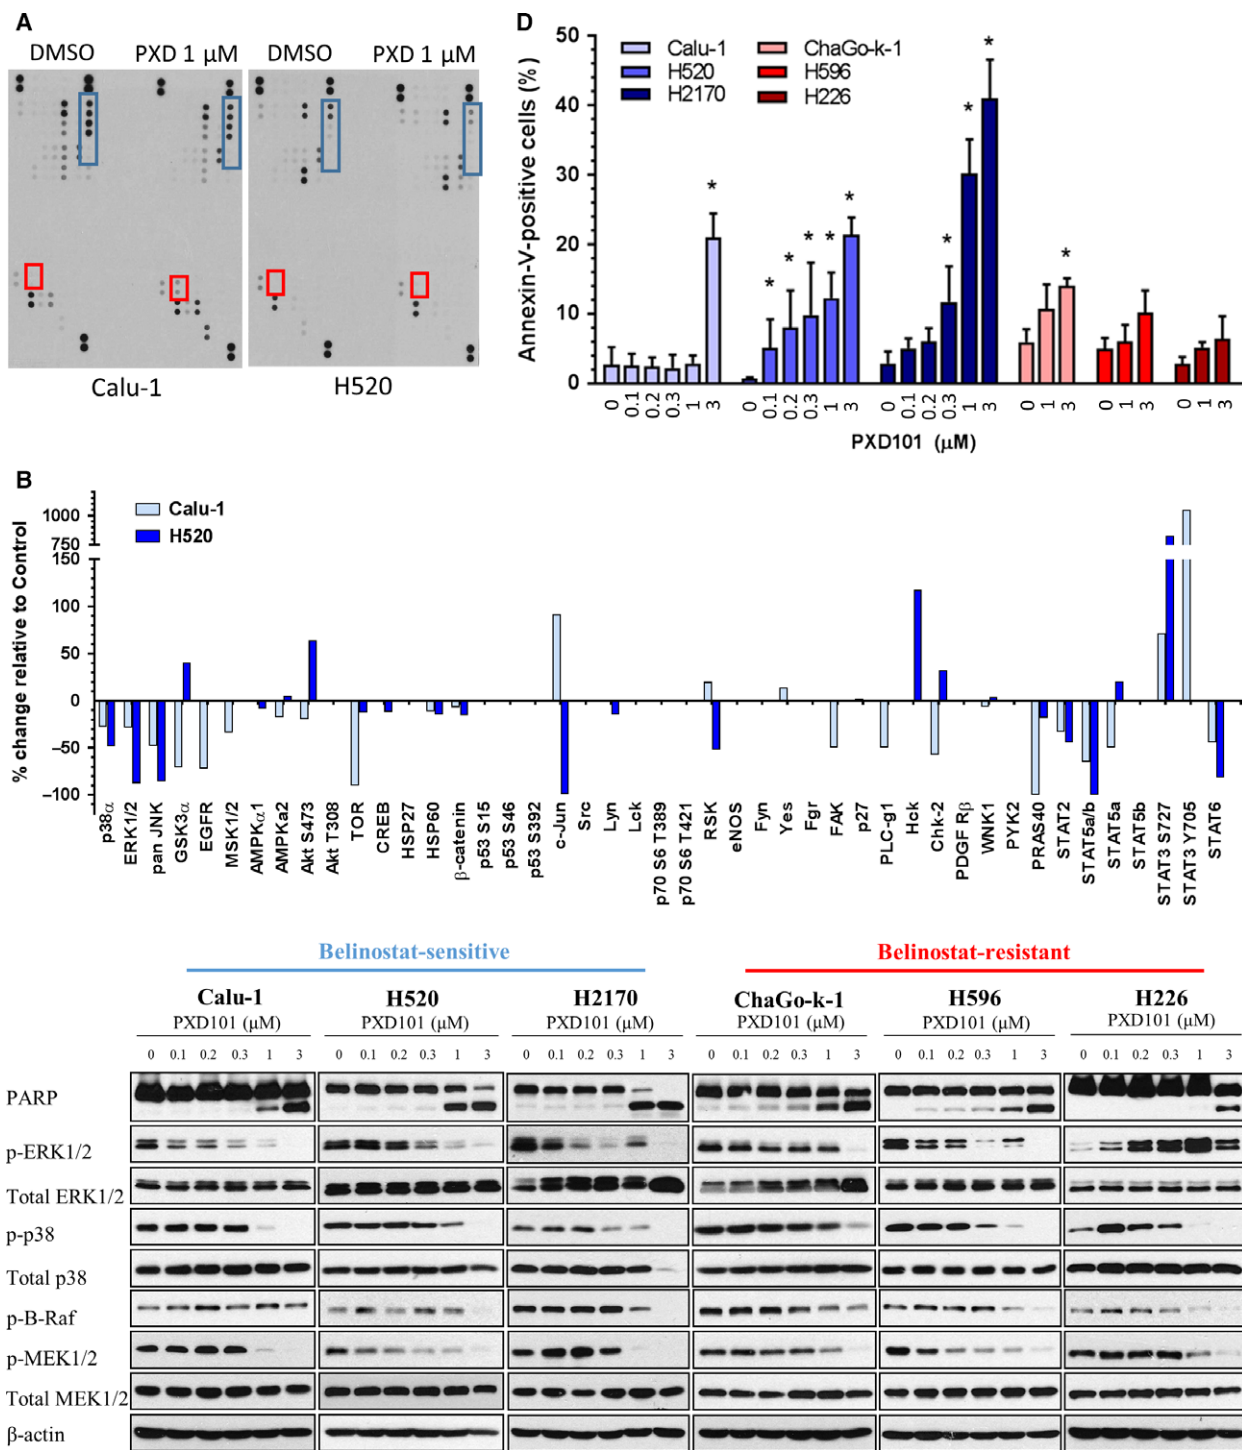 A
DMSO PXD 1 µM DMSO PXD 1 µM
Calu-1 H520
D
Annexin-V-positive cells (%)
50
40
30
20
10
0
Calu-1
H520
H2170
ChaGo-k-1
H596
H226
* * * * * * * * * *
0 0.1 0.2 0.3 1 3 0 0.1 0.2 0.3 1 3 0 0.1 0.2 0.3 1 3 0 1 3 0 1 3 0 1 3
PXD101 (µM)
B
% change relative to Control
1000
750
150
100
50
0
−50
−100
Calu-1
H520
p38α
ERK1/2
pan JNK
GSK3α
EGFR
MSK1/2
AMPKα1
AMPKa2
Akt S473
Akt T308
TOR
CREB
HSP27
HSP60
β-catenin
p53 S15
p53 S46
p53 S392
c-Jun
Src
Lyn
Lck
p70 S6 T389
p70 S6 T421
RSK
eNOS
Fyn
Yes
Fgr
FAK
p27
PLC-g1
Hck
Chk-2
PDGF Rβ
WNK1
PYK2
PRAS40
STAT2
STAT5a/b
STAT5a
STAT5b
STAT3 S727
STAT3 Y705
STAT6
Belinostat-sensitive Belinostat-resistant
Calu-1 H520 H2170 ChaGo-k-1 H596 H226
PXD101 (µM) PXD101 (µM) PXD101 (µM) PXD101 (µM) PXD101 (µM) PXD101 (µM)
0 0.1 0.2 0.3 1 3 0 0.1 0.2 0.3 1 3 0 0.1 0.2 0.3 1 3 0 0.1 0.2 0.3 1 3 0 0.1 0.2 0.3 1 3 0 0.1 0.2 0.3 1 3
PARP
p-ERK1/2
Total ERK1/2
p-p38
Total p38
p-B-Raf
p-MEK1/2
Total MEK1/2
β-actin